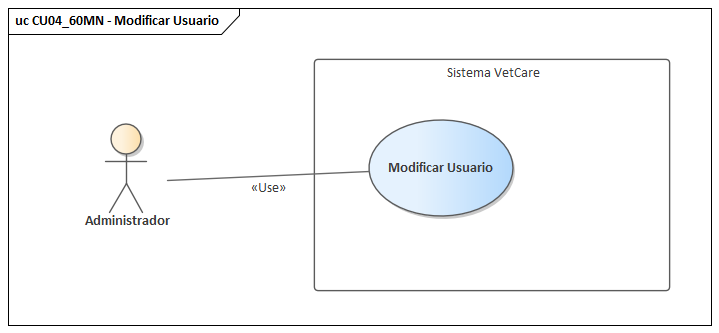 uc CU04_60MN - Modificar Usuario
Sistema VetCare
Modificar Usuario
«Use»
Administrador